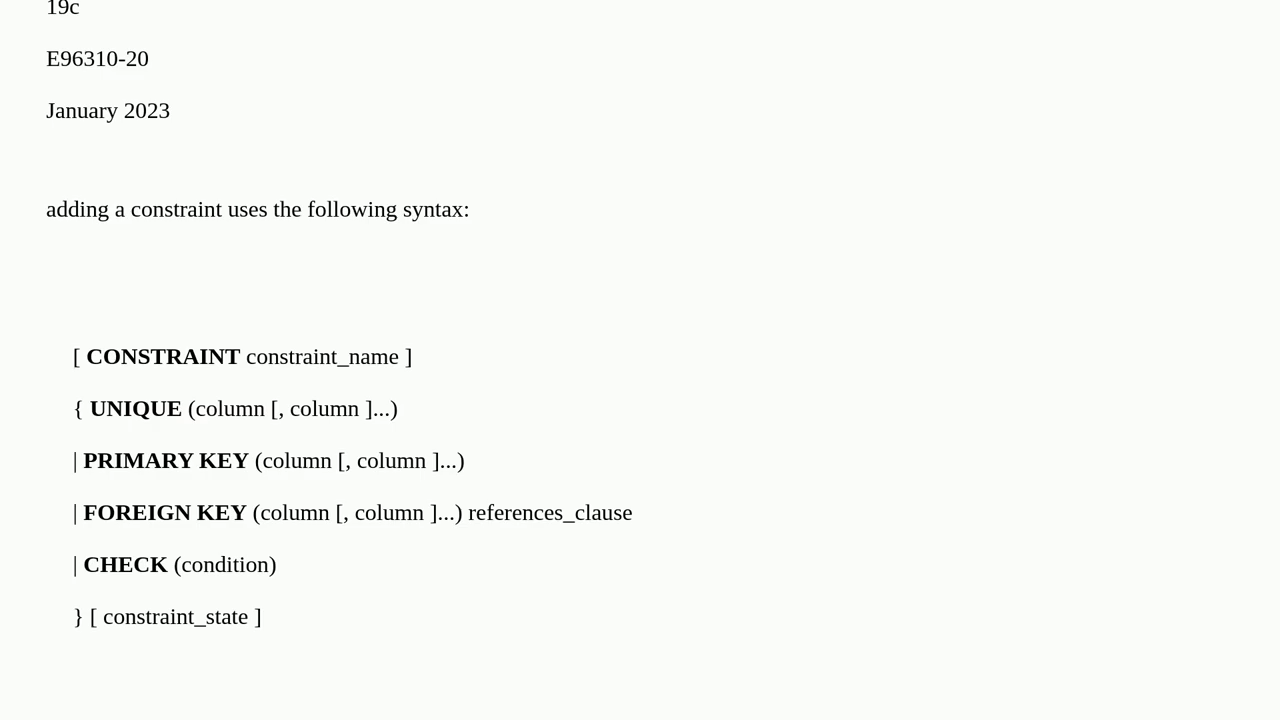 19c
E96310-20
January 2023
adding a constraint uses the following syntax:
[ CONSTRAINT constraint_name ]
{ UNIQUE (column [, column ]...)
| PRIMARY KEY (column [, column ]...)
| FOREIGN KEY (column [, column ]...) references_clause
| CHECK (condition)
} [ constraint_state ]